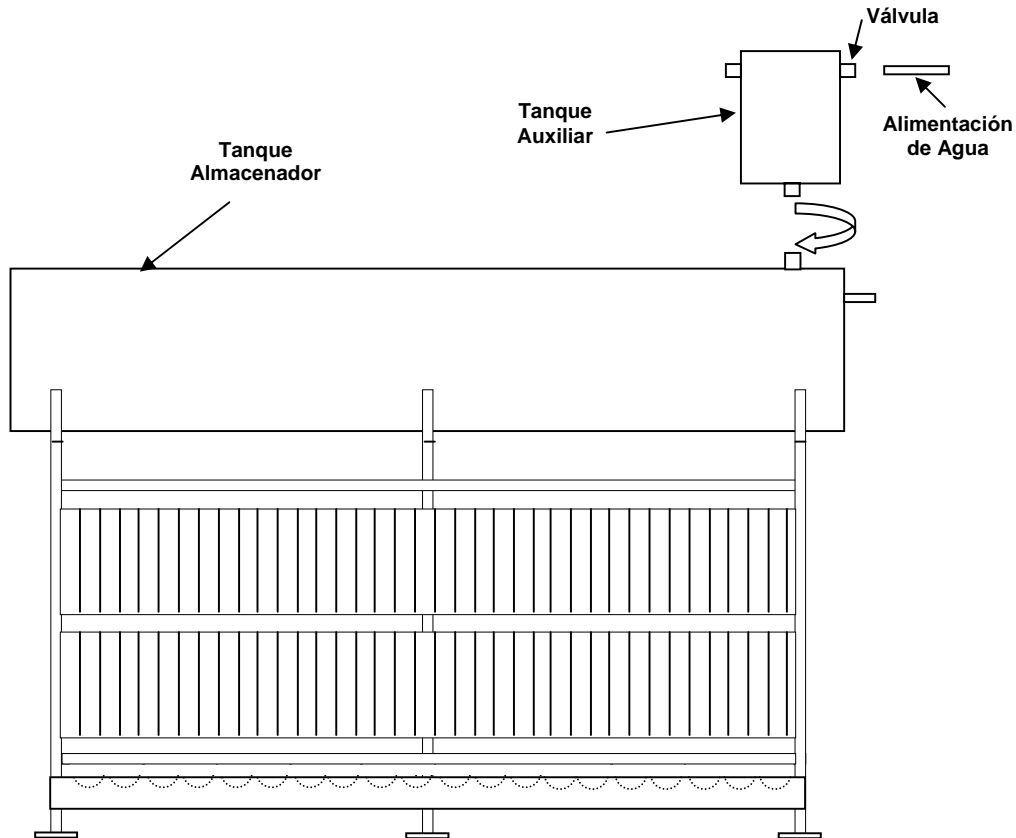 Válvula
Tanque
Auxiliar
Alimentación
de Agua
Tanque
Almacenador